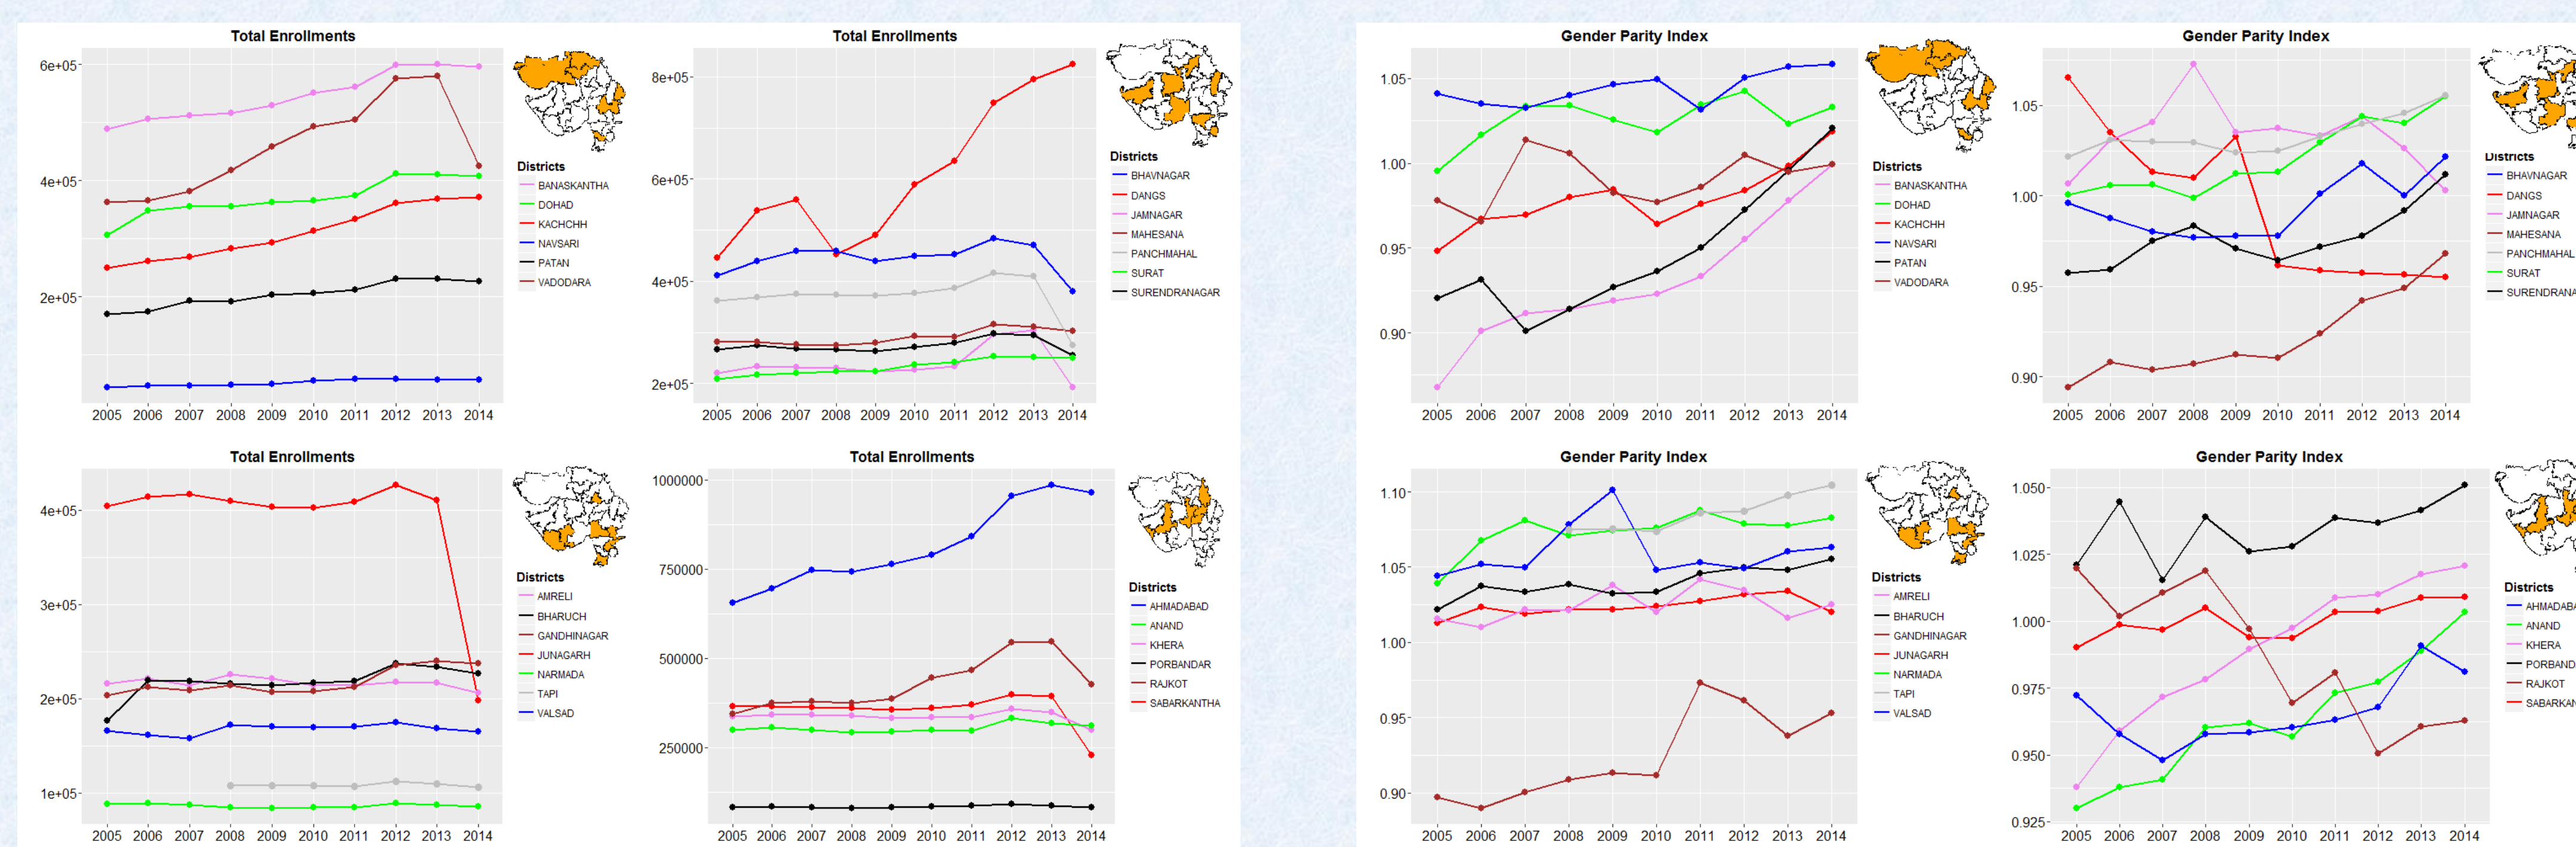 Total Enrollments
6e+05
4e+05
2e+05
2005 2006 2007 2008 2009 2010 2011 2012 2013 2014
Districts
BANASKANTHA
DOHAD
KACHCHH
NAVSARI
PATAN
VADODARA
Total Enrollments
8e+05
6e+05
4e+05
2e+05
2005 2006 2007 2008 2009 2010 2011 2012 2013 2014
Districts
BHAVNAGAR
DANGS
JAMNAGAR
MAHESANA
PANCHMAHAL
SURAT
SURENDRANAGAR
Gender Parity Index
1.05
1.00
0.95
0.90
2005 2006 2007 2008 2009 2010 2011 2012 2013 2014
Districts
BANASKANTHA
DOHAD
KACHCHH
NAVSARI
PATAN
VADODARA
Gender Parity Index
1.05
1.00
0.95
0.90
2005 2006 2007 2008 2009 2010 2011 2012 2013 2014
Districts
BHAVNAGAR
DANGS
JAMNAGAR
MAHESANA
PANCHMAHAL
SURAT
SURENDRANA
Total Enrollments
4e+05
3e+05
2e+05
1e+05
2005 2006 2007 2008 2009 2010 2011 2012 2013 2014
Districts
AMRELI
BHARUCH
GANDHINAGAR
JUNAGARH
NARMADA
TAPI
VALSAD
Total Enrollments
1000000
750000
500000
250000
2005 2006 2007 2008 2009 2010 2011 2012 2013 2014
Districts
AHMADABAD
ANAND
KHERA
PORBANDAR
RAJKOT
SABARKANTHA
Gender Parity Index
1.10
1.05
1.00
0.95
0.90
2005 2006 2007 2008 2009 2010 2011 2012 2013 2014
Districts
AMRELI
BHARUCH
GANDHINAGAR
JUNAGARH
NARMADA
TAPI
VALSAD
Gender Parity Index
1.050
1.025
1.000
0.975
0.950
0.925
2005 2006 2007 2008 2009 2010 2011 2012 2013 2014
Districts
AHMADABA
ANAND
KHERA
PORBAND
RAJKOT
SABARKAN